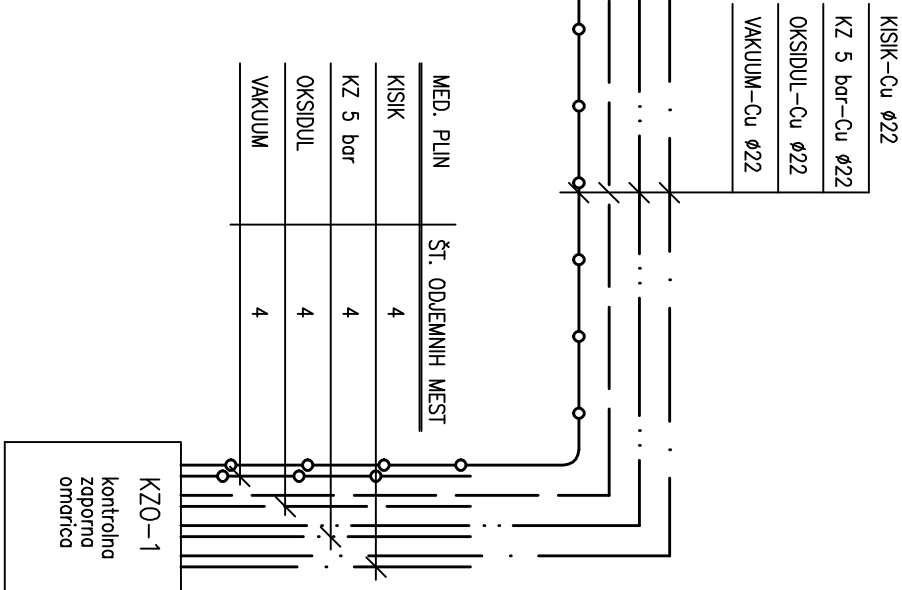 KISIK-Cu ø22
KZ 5 bar-Cu ø22
OKSIDUL-Cu ø22
VAKUUM-Cu ø22
MED. PLIN ŠT. ODJEMNIH MEST
KISIK 4
KZ 5 bar 4
OKSIDUL 4
VAKUUM 4
KZO-1
kontrolna
zaporna
omarica